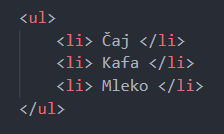 <ul>
    <li> Čaj </li>
    <li> Kafa </li>
    <li> Mleko </li>
</ul>